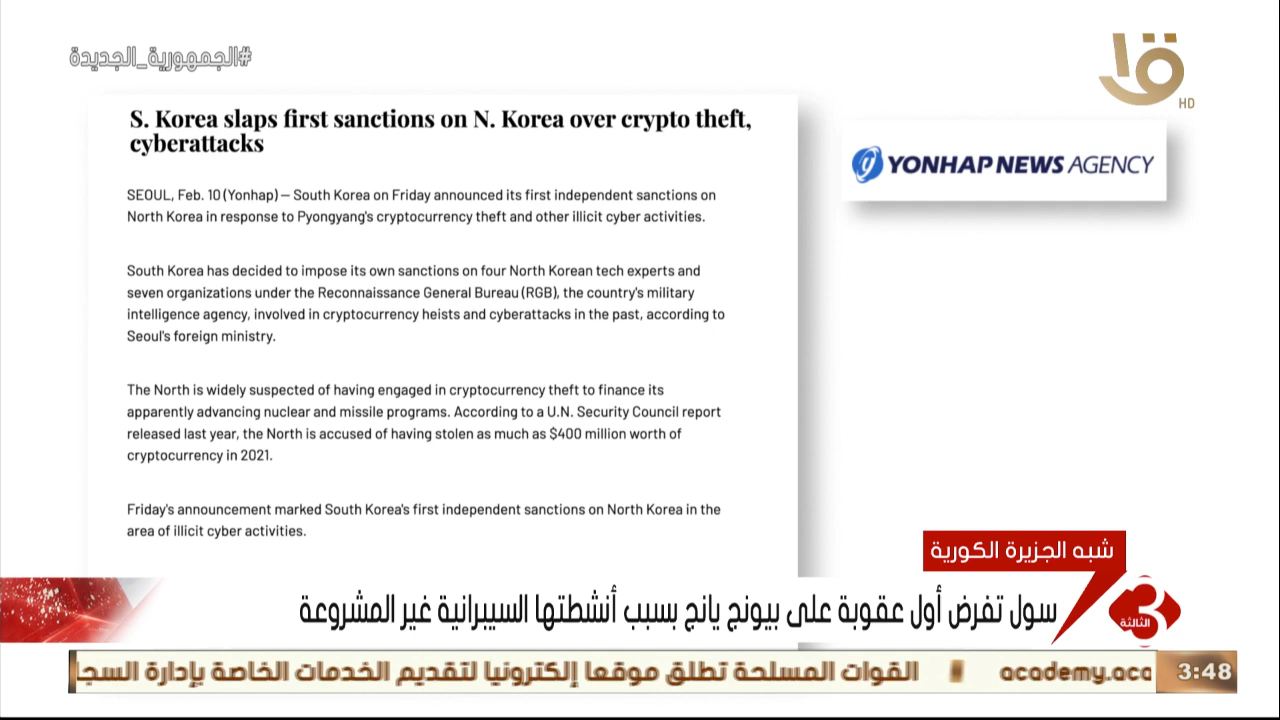 #الجمهورية_الجديدة
HD
S. Korea slaps first sanctions on N. Korea over crypto theft,
cyberattacks
YONHAP NEWS AGENCY
SEOUL, Feb. 10 (Yonhap) — South Korea on Friday announced its first independent sanctions on
North Korea in response to Pyongyang's cryptocurrency theft and other illicit cyber activities.
South Korea has decided to impose its own sanctions on four North Korean tech experts and
seven organizations under the Reconnaissance General Bureau (RGB), the country's military
intelligence agency, involved in cryptocurrency heists and cyberattacks in the past, according to
Seoul's foreign ministry.
The North is widely suspected of having engaged in cryptocurrency theft to finance its
apparently advancing nuclear and missile programs. According to a U.N. Security Council report
released last year, the North is accused of having stolen as much as $400 million worth of
cryptocurrency in 2021.
Friday's announcement marked South Korea's first independent sanctions on North Korea in the
area of illicit cyber activities.
شبه الجزيرة الكورية
سول تفرض أول عقوبة على بيونج يانج بسبب أنشطتها السيبرانية غير المشروعة
3 الثالثة
academy.aca القوات المسلحة تطلق موقعا إلكترونيا لتقديم الخدمات الخاصة بإدارة السجا
3:48